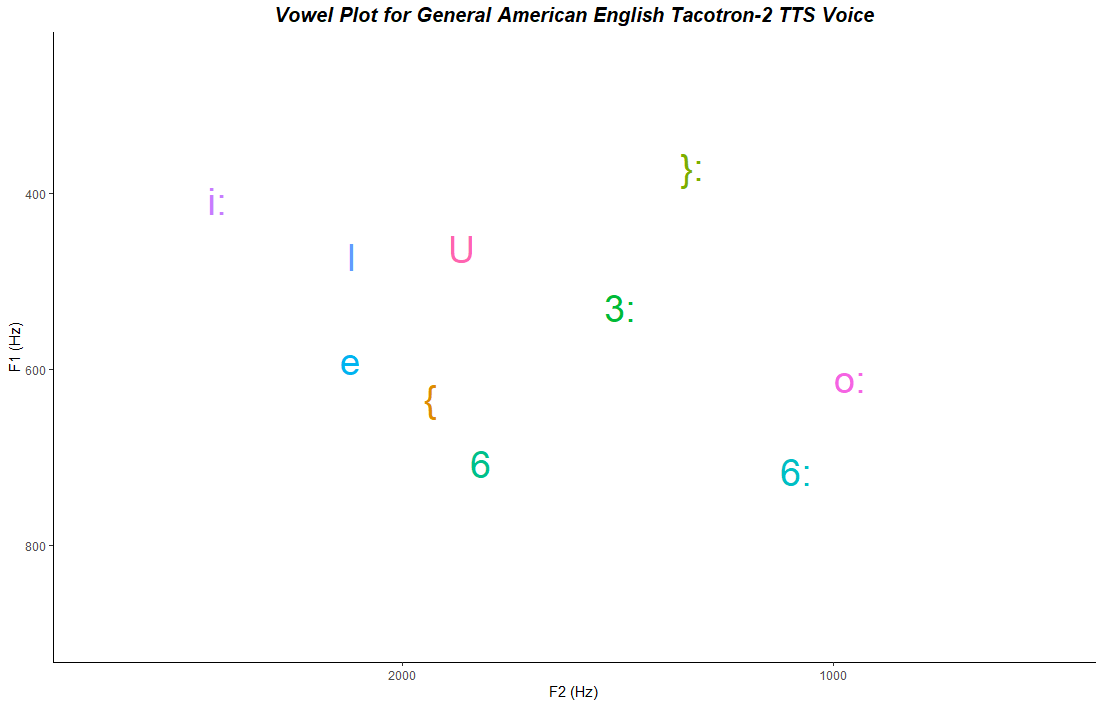 Vowel Plot for General American English Tacotron-2 TTS Voice
}:
400
i:
U
I
3:
F1 (Hz)
e
600
o:
{
6
6:
800
2000
1000
F2 (Hz)